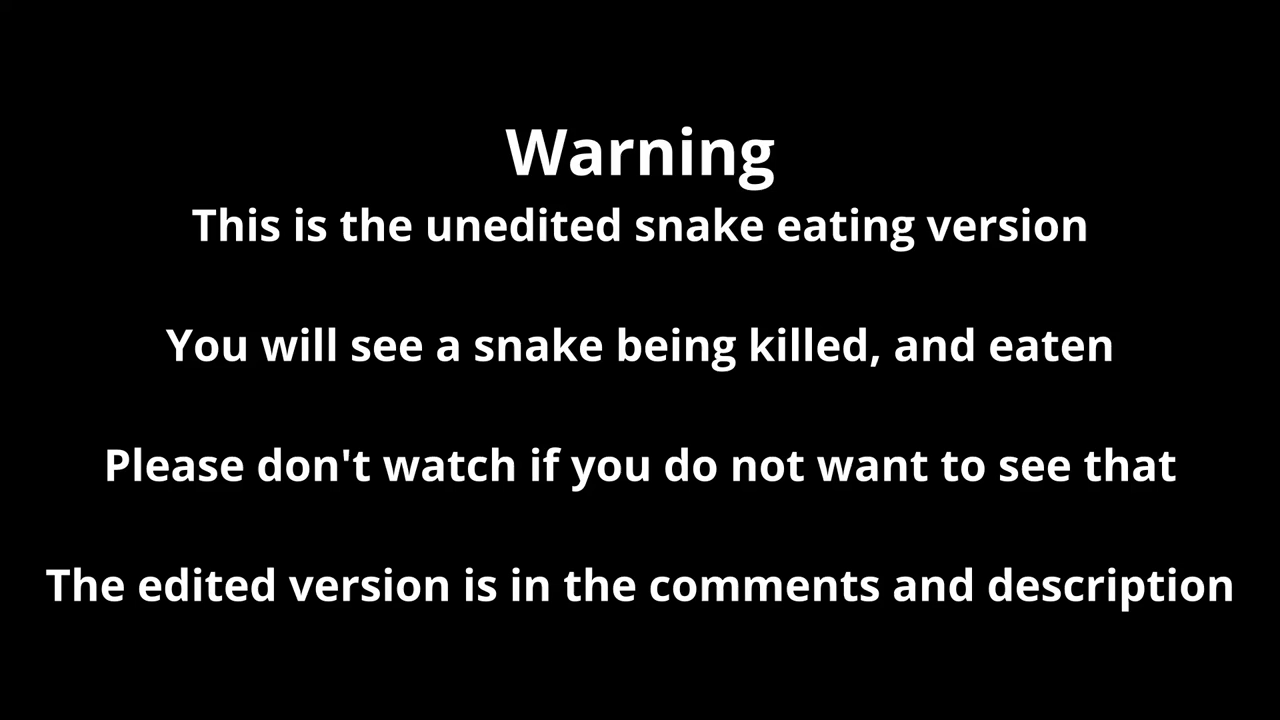 Warning
This is the unedited snake eating version
You will see a snake being killed, and eaten
Please don't watch if you do not want to see that
The edited version is in the comments and description